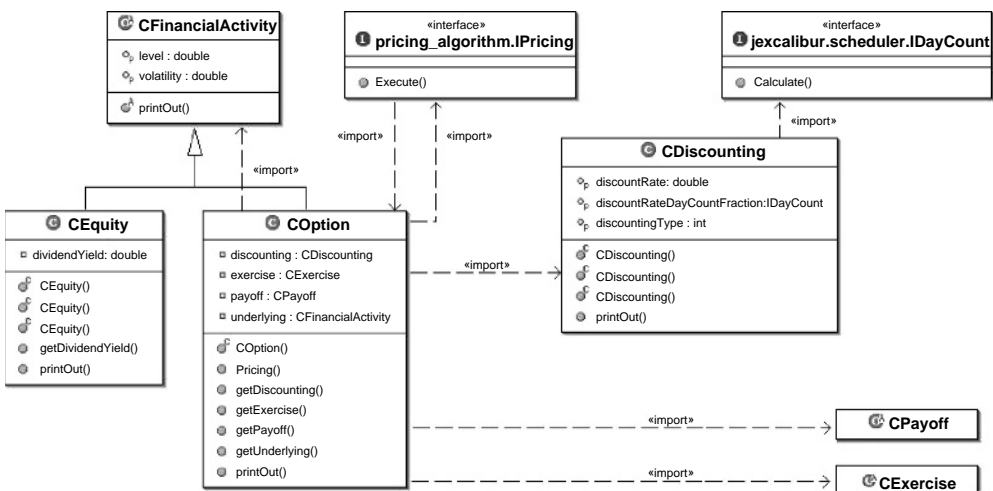 CFinancialActivity
level : double
volatility : double
printOut()
«interface»
pricing_algorithm.IPricing
Execute()
«interface»
jexcalibur.scheduler.IDayCount
Calculate()
«import»
«import»
«import»
«import»
CDiscounting
discountRate: double
discountRateDayCountFraction:IDayCount
discountingType : int
CDiscounting()
CDiscounting()
CDiscounting()
printOut()
CEquity
dividendYield: double
CEquity()
CEquity()
CEquity()
getDividendYield()
printOut()
COption
discounting : CDiscounting
exercise : CExercise
payoff : CPayoff
underlying : CFinancialActivity
COption()
Pricing()
getDiscounting()
getExercise()
getPayoff()
getUnderlying()
printOut()
«import»
«import»
CPayoff
«import»
CExercise